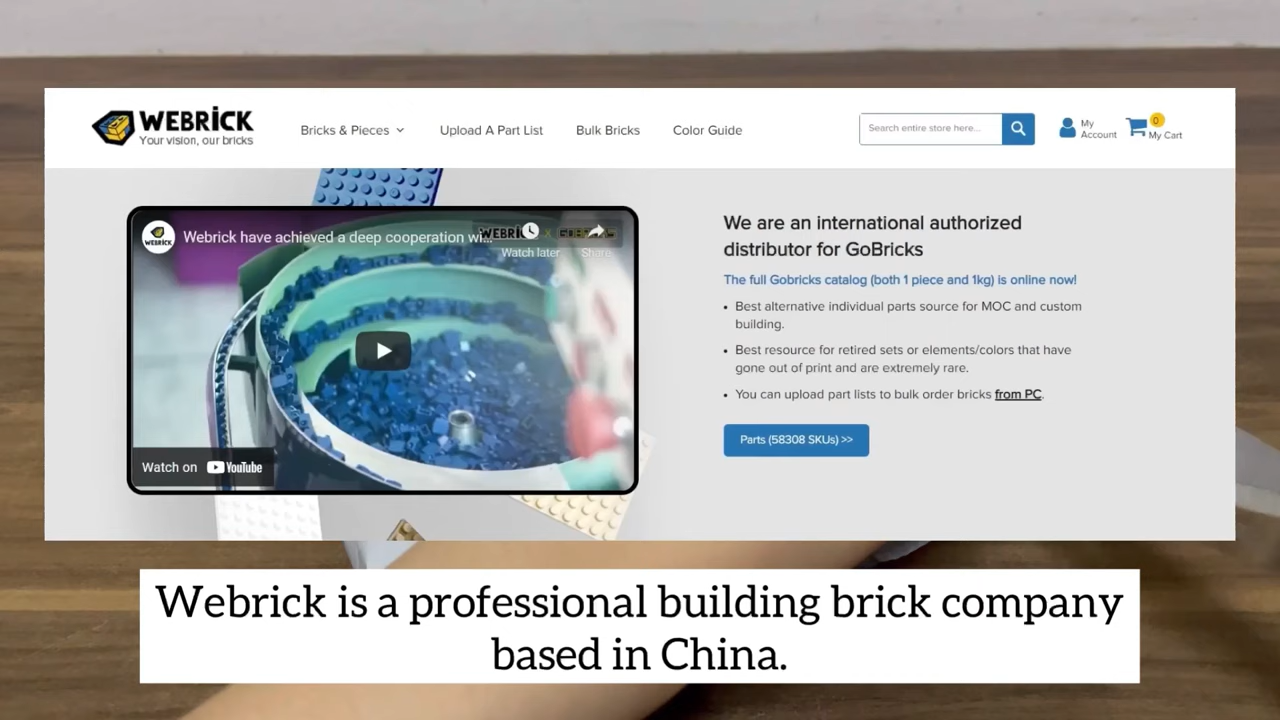 WEBRICK
Your vision, our bricks
Bricks & Pieces
Upload A Part List
Bulk Bricks
Color Guide
Search entire store here...
My Account
0
My Cart
WEBRICK
Webrick have achieved a deep cooperation wi...
Watch later
Share
Watch on YouTube
We are an international authorized
distributor for GoBricks
The full Gobricks catalog (both 1 piece and 1kg) is online now!
• Best alternative individual parts source for MOC and custom
building.
• Best resource for retired sets or elements/colors that have
gone out of print and are extremely rare.
• You can upload part lists to bulk order bricks from PC.
Parts (58308 SKUs) >>
Webrick is a professional building brick company
based in China.